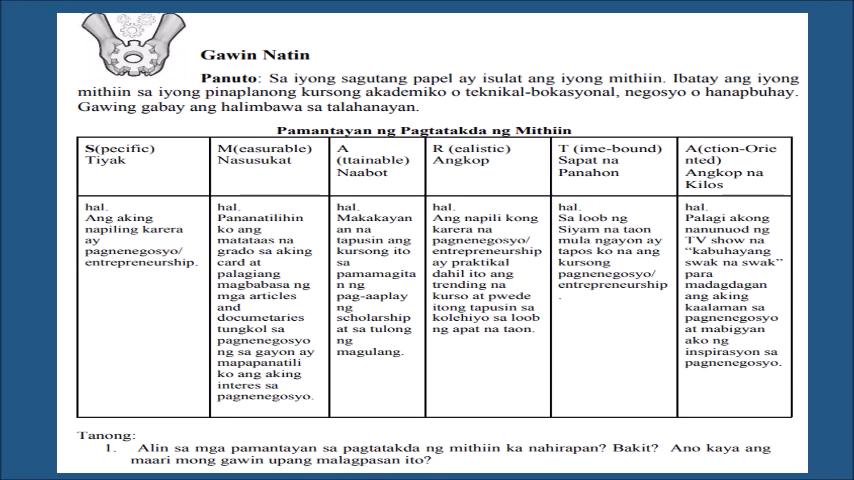 Gawin Natin
Panuto: Sa iyong sagutang papel ay isulat ang iyong mithiin. Ibatay ang iyong
mithiin sa iyong pinaplanong kursong akademiko o teknikal-bokasyonal, negosyo o hanapbuhay.
Gawing gabay ang halimbawa sa talahanayan.
Pamantayan ng Pagtatakda ng Mithiin
S(pecific)
Tiyak
M(easurable)
Nasusukat
A
(ttainable)
Naabot
R (ealistic)
Angkop
T (ime-bound)
Sapat na
Panahon
A(ction-Orie
nted)
Angkop na
Kilos
hal.
Ang aking
napiling karera
ay
pagnenegosyo/
entrepreneurship.
hal.
Pananatilihin
ko ang
matataas na
grado sa aking
card at
palagiang
magbabasa ng
mga articles
and
documetaries
tungkol sa
pagnenegosyo
ng sa gayon ay
mapapanatili
ko ang aking
interes sa
pagnenegosyo.
hal.
Makakayan
an na
tapusin ang
kursong ito
sa
pamamagita
n ng
pag-aaplay
ng
scholarship
at sa tulong
ng
magulang.
hal.
Ang napili kong
karera na
pagnenegosyo/
entrepreneurship
ay praktikal
dahil ito ang
trending na
kurso at pwede
itong tapusin sa
kolehiyo sa loob
ng apat na taon.
hal.
Sa loob ng
Siyam na taon
mula ngayon ay
tapos ko na ang
kursong
pagnenegosyo/
entrepreneurship
.
hal.
Palagi akong
nanunuod ng
TV show na
“kabuhayang
swak na swak”
para
madagdagan
ang aking
kaalaman sa
pagnenegosyo
at mabigyan
ako ng
inspirasyon sa
pagnenegosyo.
Tanong:
1. Alin sa mga pamantayan sa pagtatakda ng mithiin ka nahirapan? Bakit? Ano kaya ang
maari mong gawin upang malagpasan ito?